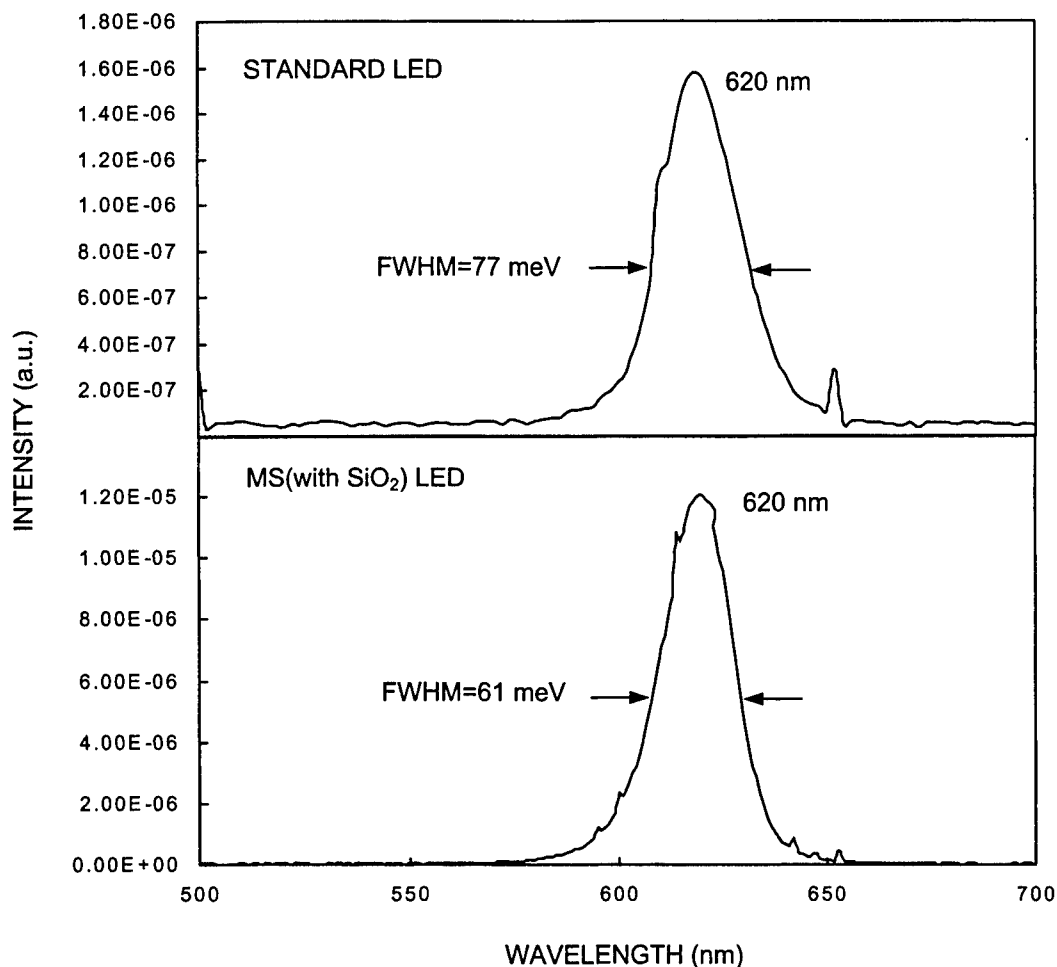 1.80E-06
1.60E-06
1.40E-06
1.20E-06
1.00E-06
8.00E-07
6.00E-07
4.00E-07
2.00E-07
STANDARD LED
620 nm
FWHM=77 meV
INTENSITY (a.u.)
1.20E-05
1.00E-05
8.00E-06
6.00E-06
4.00E-06
2.00E-06
0.00E+00
MS(with SiO₂) LED
620 nm
FWHM=61 meV
500 550 600 650 700
WAVELENGTH (nm)